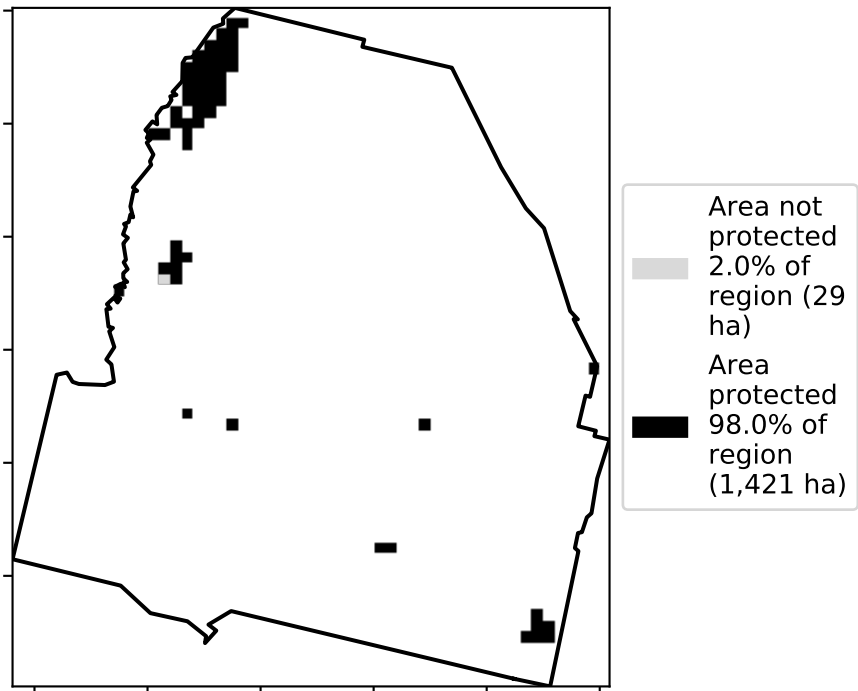 Area not
protected
2.0% of
region (29
ha)
Area
protected
98.0% of
region
(1,421 ha)